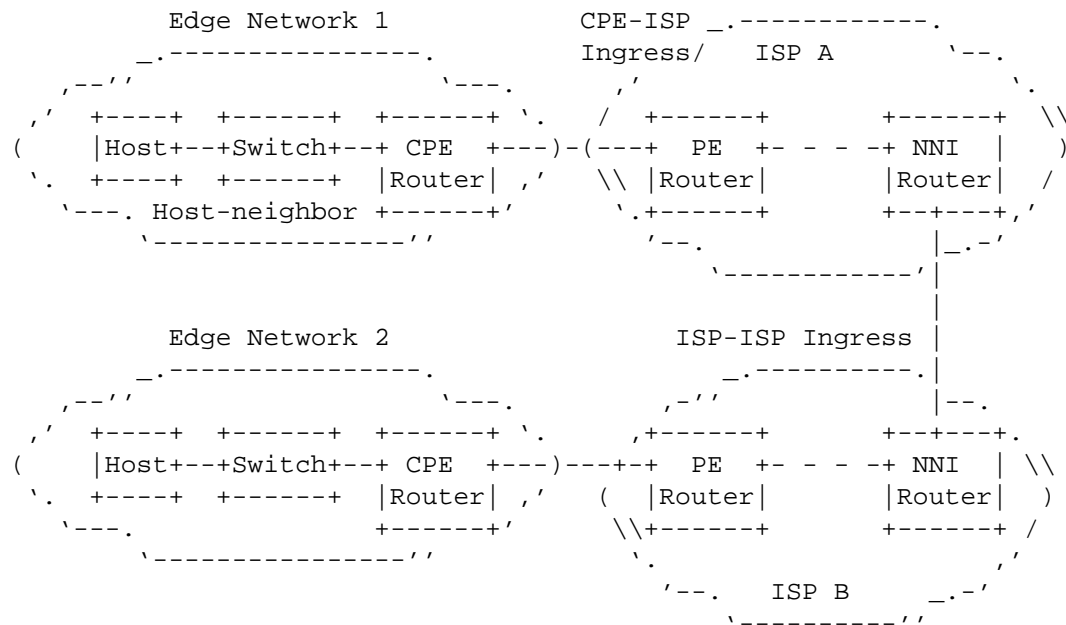 Edge Network 1 CPE-ISP
Ingress/ ISP A
Host Switch CPE PE NNI
Router Router Router
Host-neighbor
Edge Network 2 ISP-ISP Ingress
Host Switch CPE PE NNI
Router Router Router
ISP B